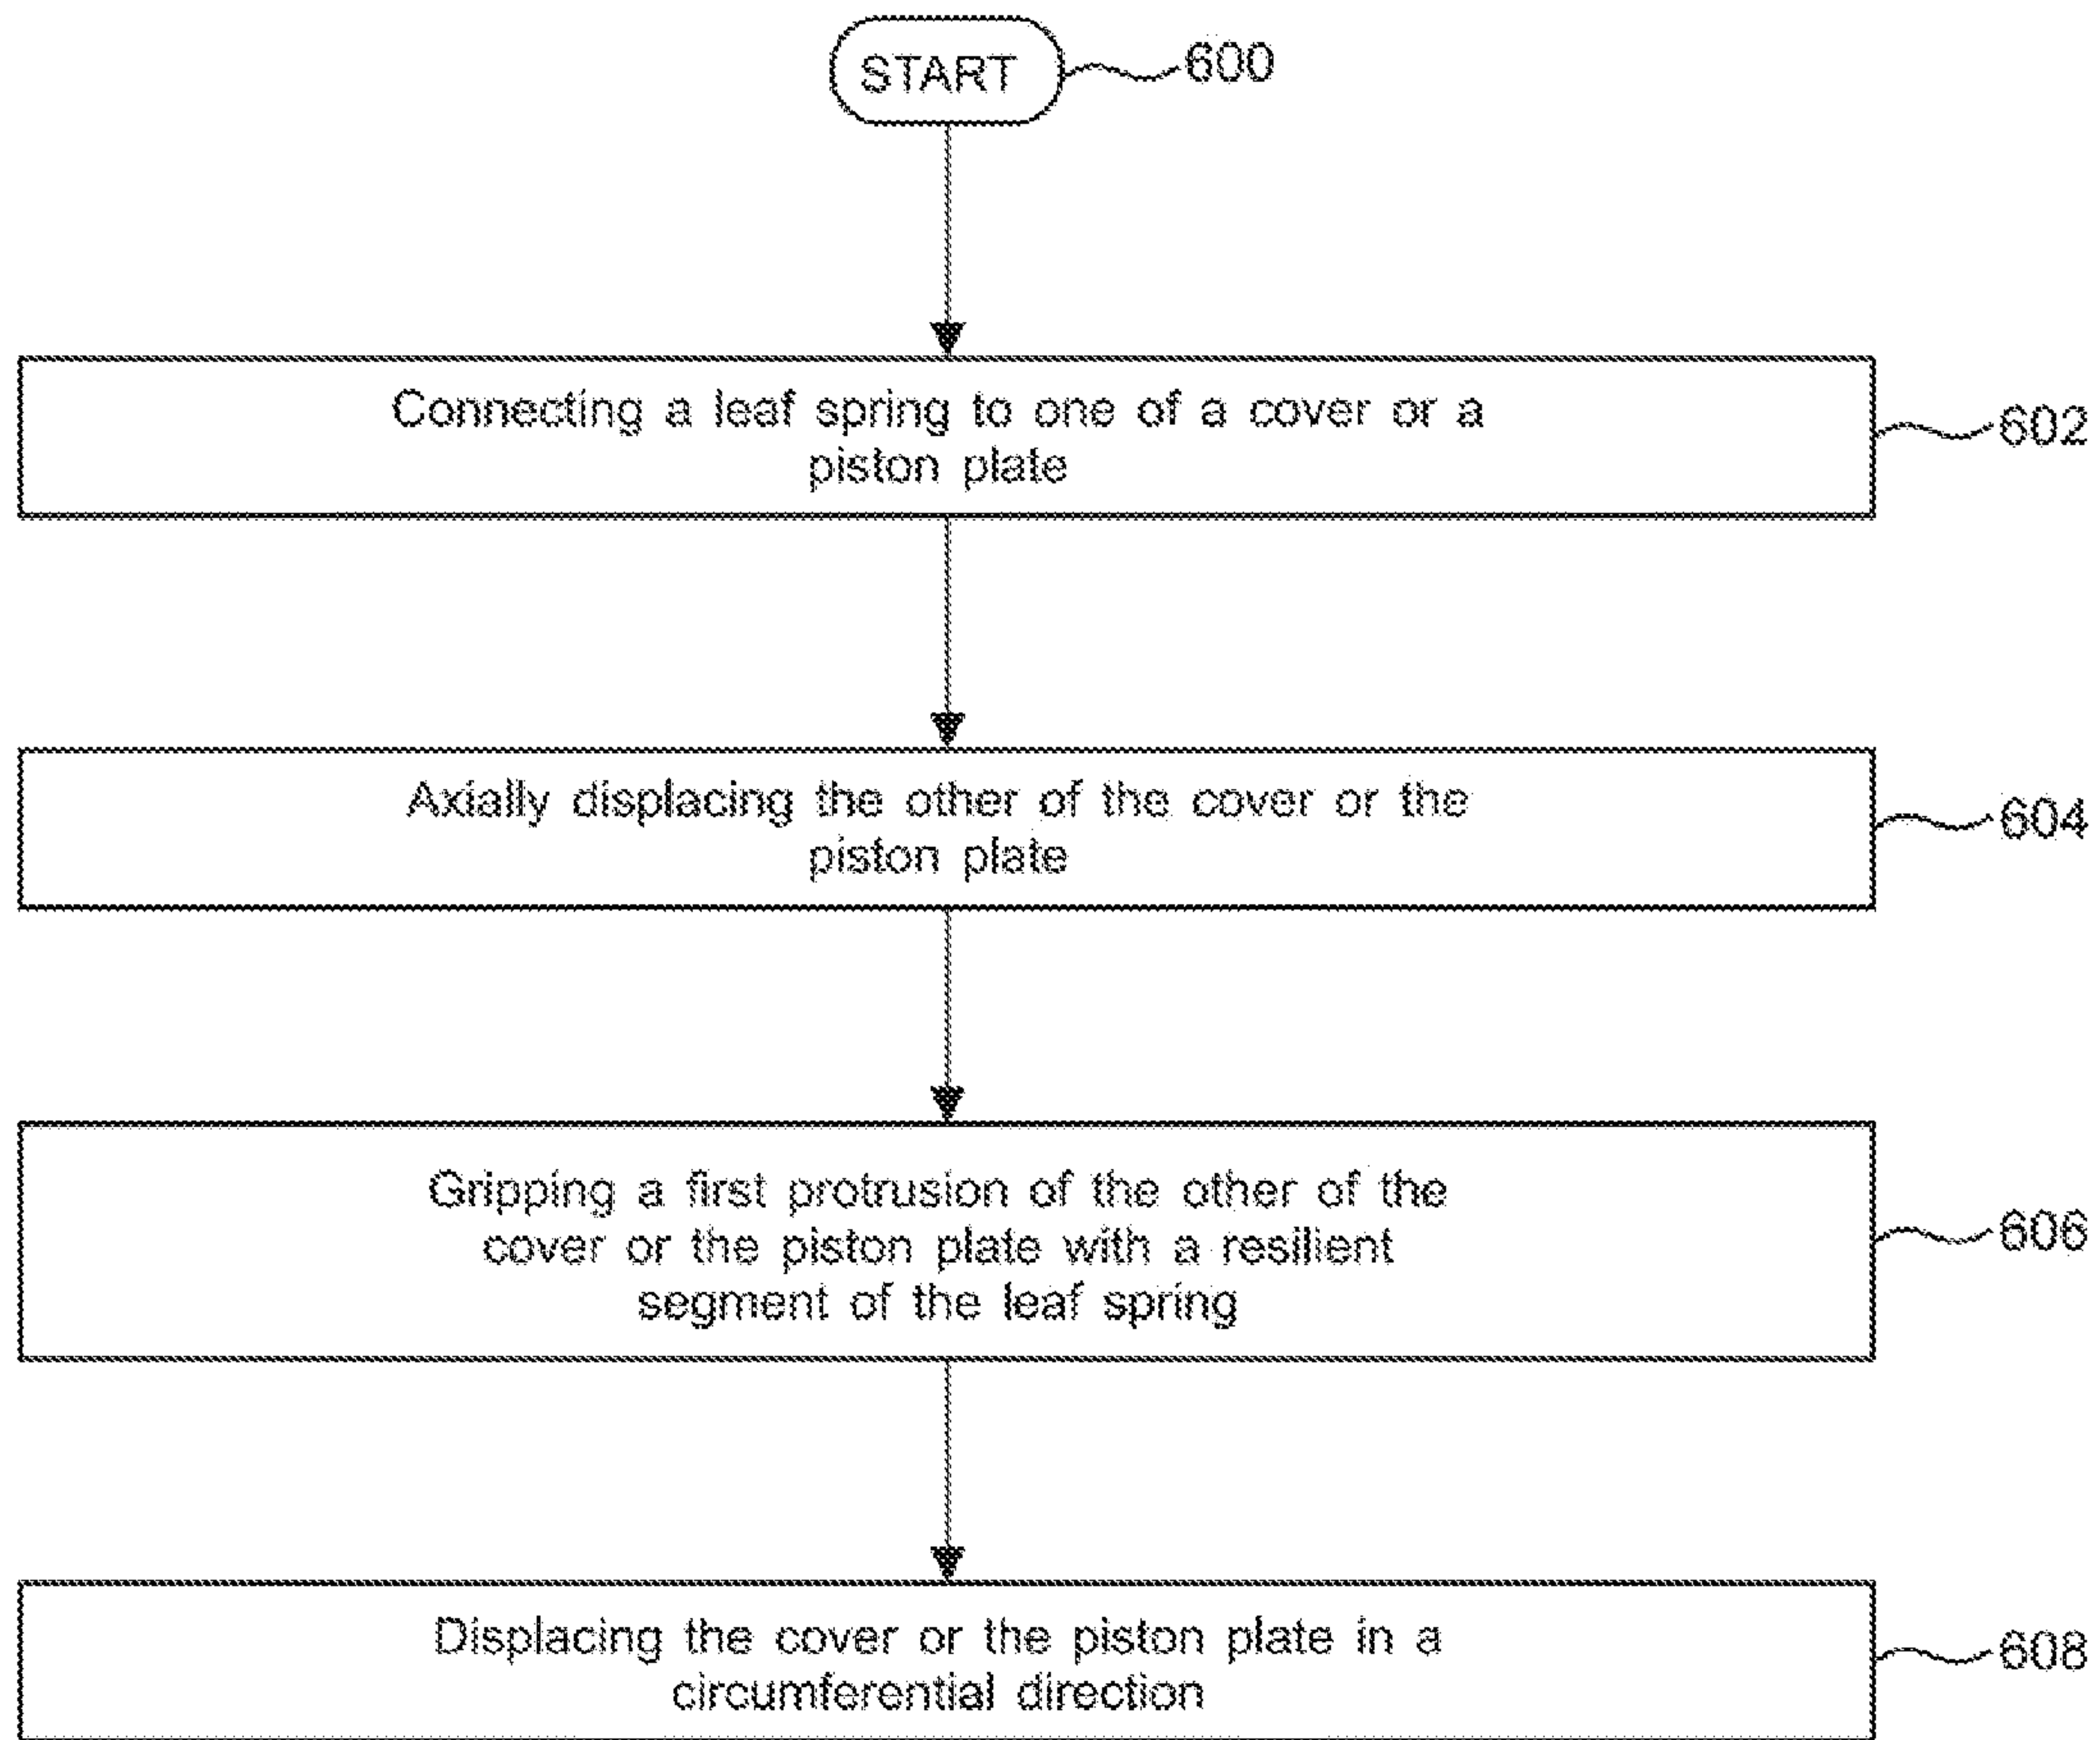 START
600
Connecting a leaf spring to one of a cover or a
piston plate
602
Axially displacing the other of the cover or the
piston plate
604
Gripping a first protrusion of the other of the
cover or the piston plate with a resilient
segment of the leaf spring
606
Displacing the cover or the piston plate in a
circumferential direction
608